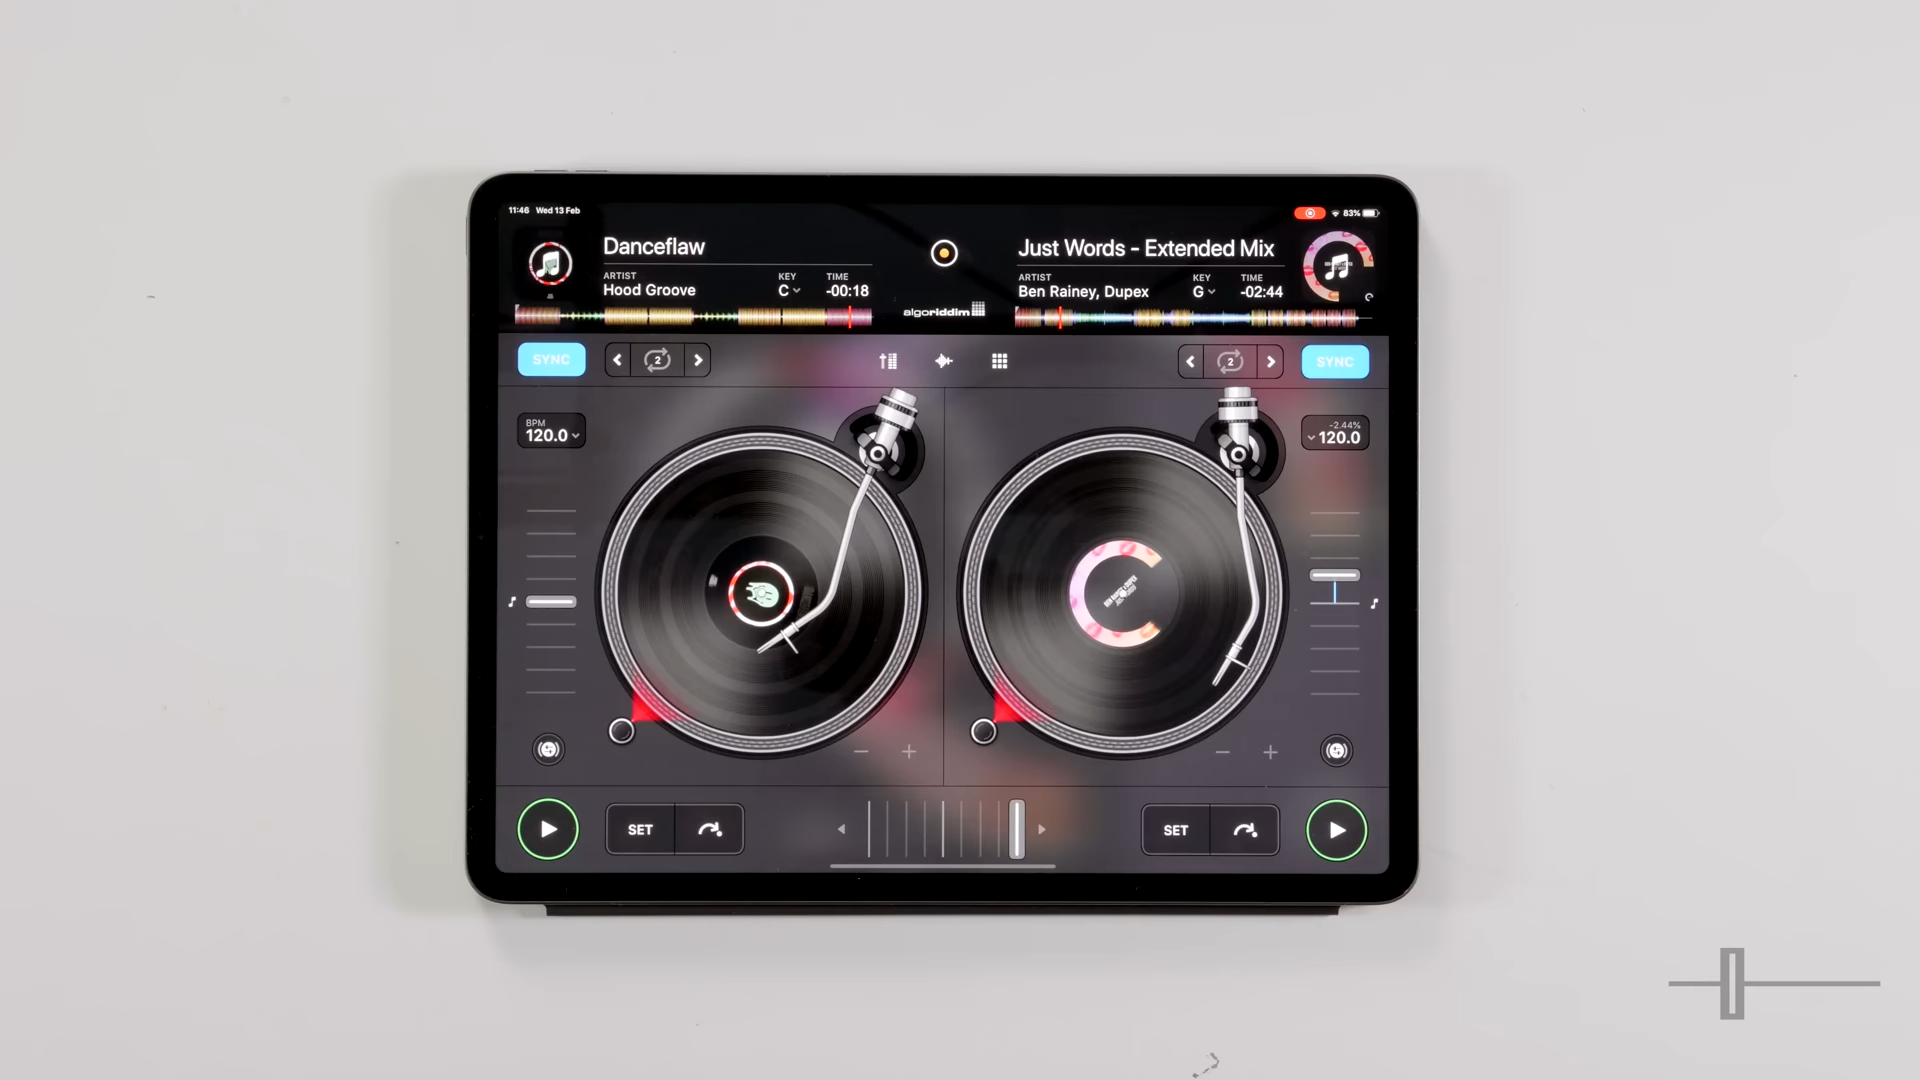 11:46 Wed 13 Feb
83%
Danceflaw
ARTIST
Hood Groove
KEY
C
TIME
-00:18
algoriddim
Just Words - Extended Mix
ARTIST
Ben Rainey, Dupex
KEY
G
TIME
-02:44
SYNC
2
2
SYNC
BPM
120.0
-2.44%
120.0
SET
SET